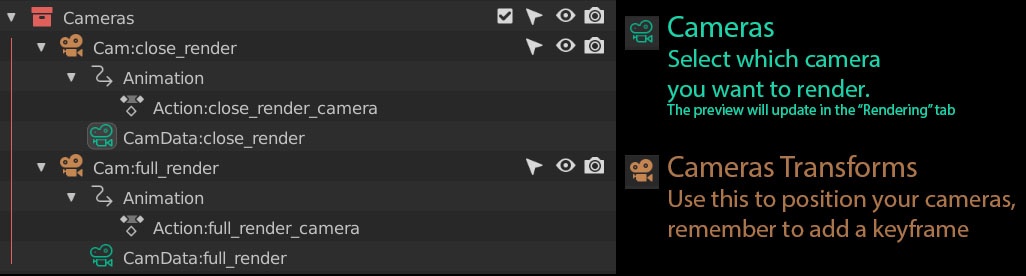 Cameras
Cam:close_render
Animation
Action:close_render_camera
CamData:close_render
Cam:full_render
Animation
Action:full_render_camera
CamData:full_render
Cameras
Select which camera
you want to render.
The preview will update in the “Rendering” tab
Cameras Transforms
Use this to position your cameras,
remember to add a keyframe